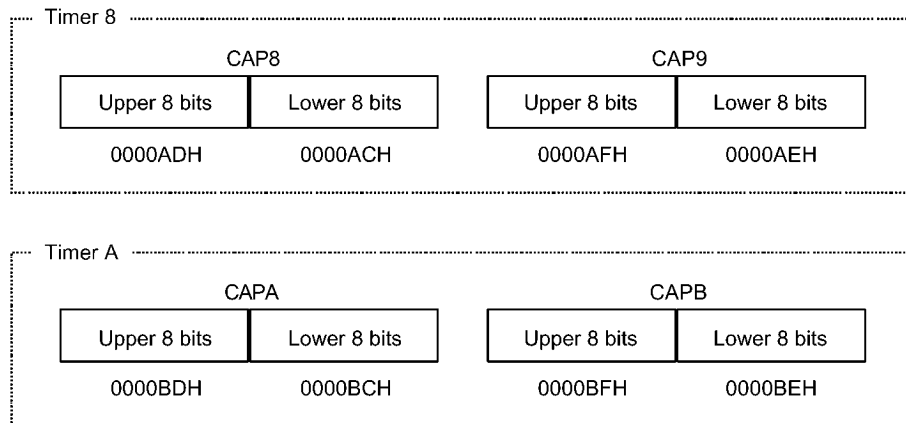 Timer 8
CAP8 CAP9
Upper 8 bits Lower 8 bits Upper 8 bits Lower 8 bits
0000ADH 0000ACH 0000AFH 0000AEH
Timer A
CAPA CAPB
Upper 8 bits Lower 8 bits Upper 8 bits Lower 8 bits
0000BDH 0000BCH 0000BFH 0000BEH